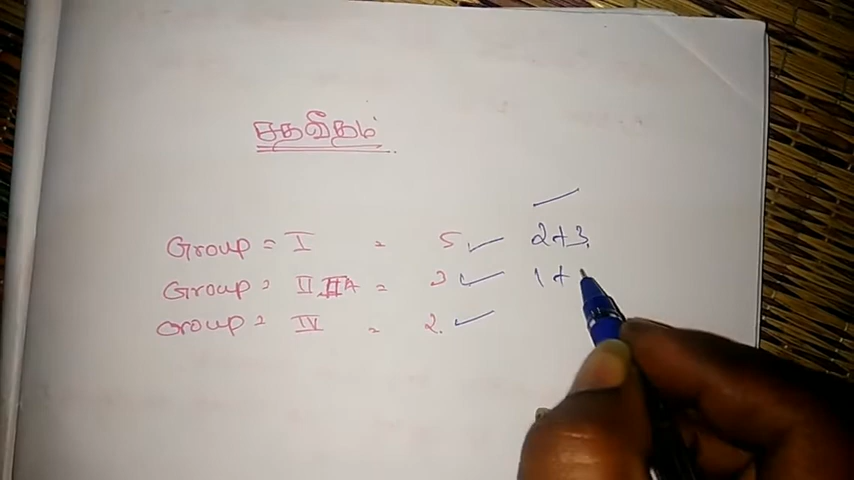 சதவீதம்
Group = I = 5 2+3
Group = II IIA = 3 1+
Group = IV = 2